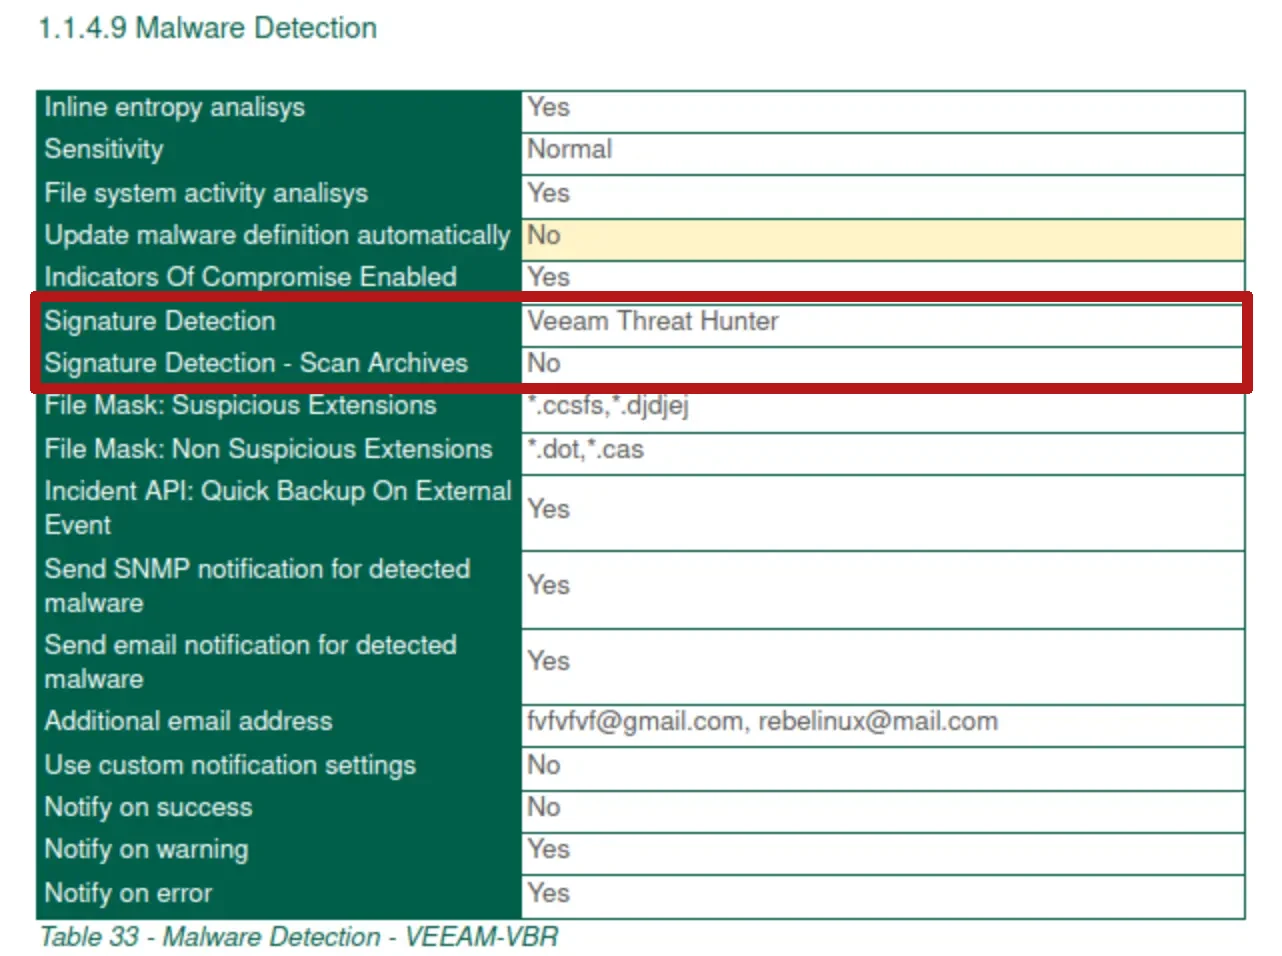 1.1.4.9 Malware Detection
Inline entropy analisys Yes
Sensitivity Normal
File system activity analisys Yes
Update malware definition automatically No
Indicators Of Compromise Enabled Yes
Signature Detection Veeam Threat Hunter
Signature Detection - Scan Archives No
File Mask: Suspicious Extensions *.ccsfs,*.djdjej
File Mask: Non Suspicious Extensions *.dot,*.cas
Incident API: Quick Backup On External
Event Yes
Send SNMP notification for detected
malware Yes
Send email notification for detected
malware Yes
Additional email address fvfvfvf@gmail.com, rebelinux@mail.com
Use custom notification settings No
Notify on success No
Notify on warning Yes
Notify on error Yes
Table 33 - Malware Detection - VEEAM-VBR